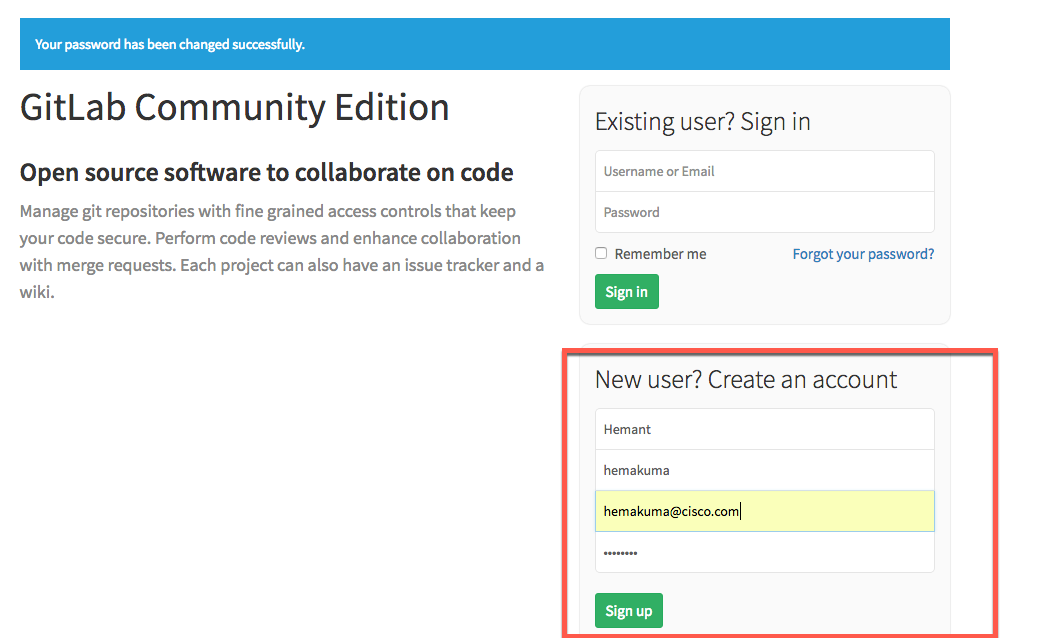 Your password has been changed successfully.
GitLab Community Edition
Open source software to collaborate on code
Manage git repositories with fine grained access controls that keep
your code secure. Perform code reviews and enhance collaboration
with merge requests. Each project can also have an issue tracker and a
wiki.
Existing user? Sign in
Username or Email
Password
Remember me
Forgot your password?
Sign in
New user? Create an account
Hemant
hemakuma
hemakuma@cisco.com
••••••••
Sign up